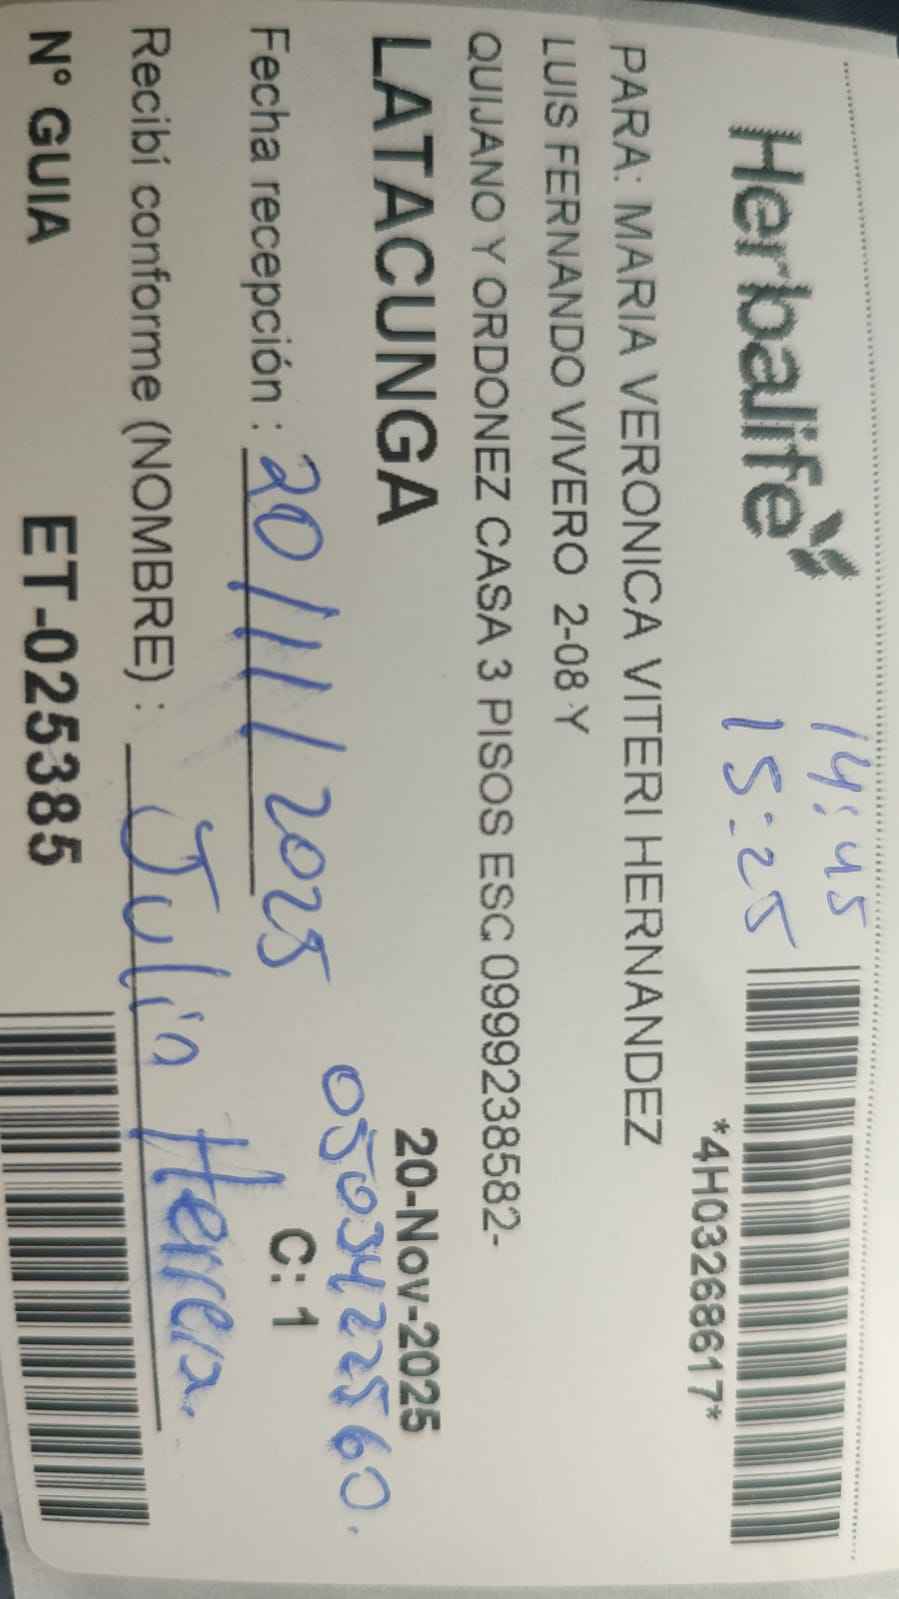 Herbalife
14:45
15:25
*4H03268617*
PARA: MARIA VERONICA VITERI HERNANDEZ
LUIS FERNANDO VIVERO 2-08 Y
QUIJANO Y ORDONEZ CASA 3 PISOS ESC 0999238582-
LATACUNGA
20-Nov-2025
0503422560.
Fecha recepción : 20/11/2025
C: 1
Recibí conforme (NOMBRE) : Julio Herrera.
N° GUIA ET-025385